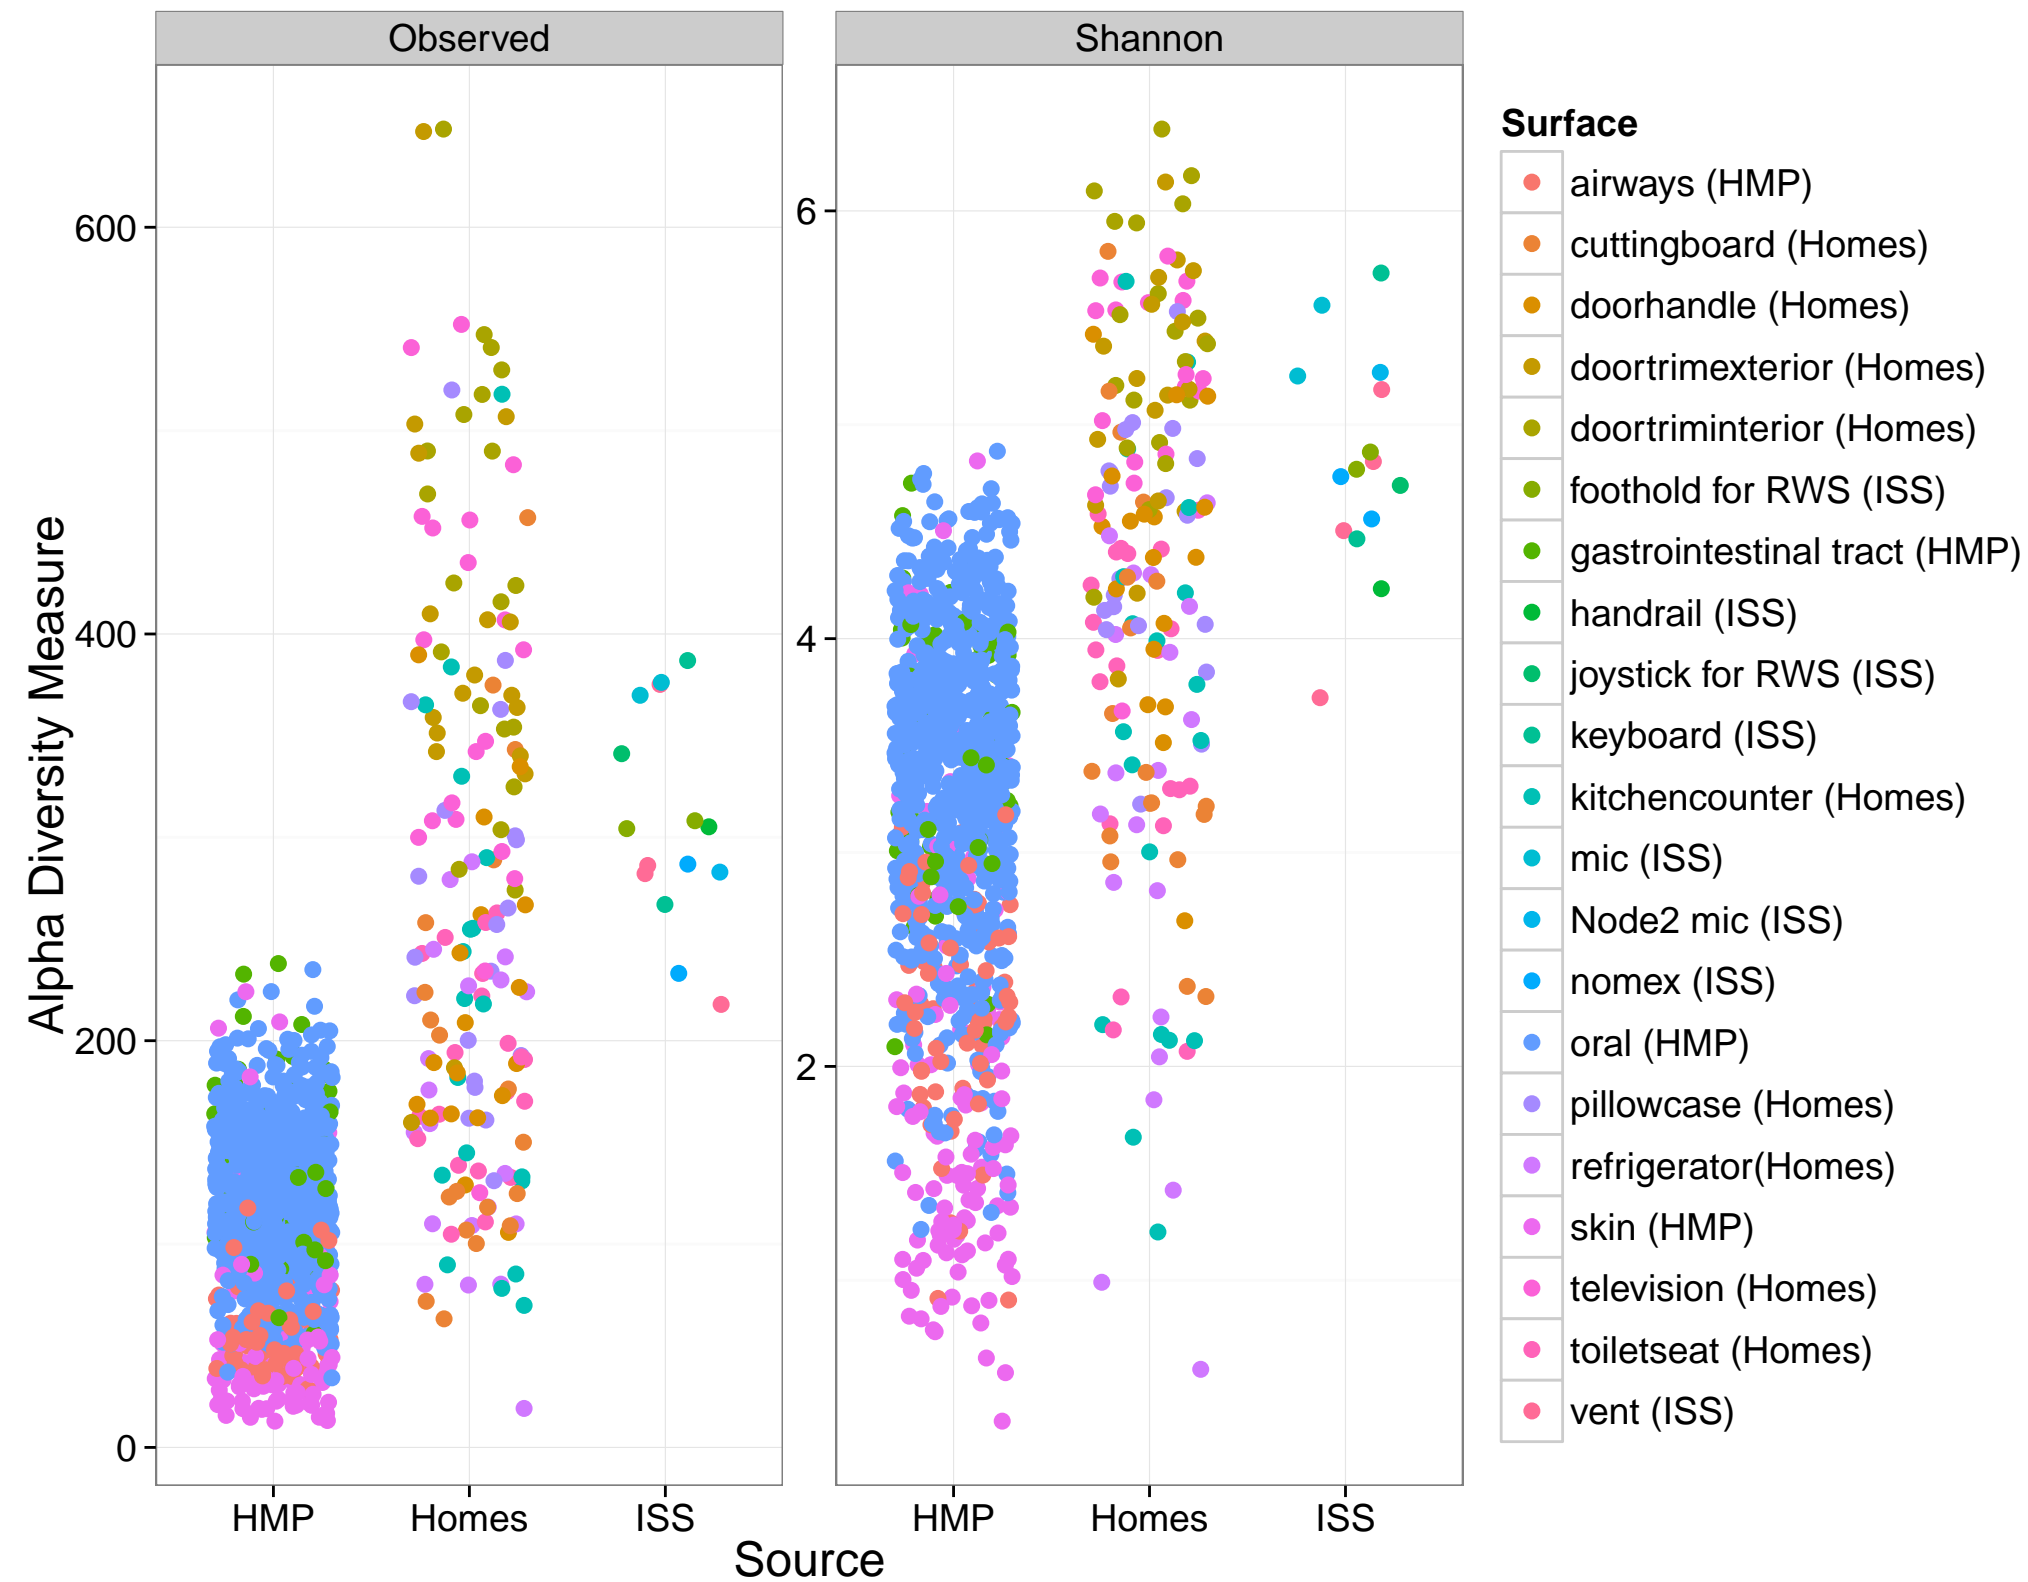 Observed
Shannon
Alpha Diversity Measure
600
400
200
0
6
4
2
HMP
Homes
ISS
HMP
Homes
ISS
Source
Surface
airways (HMP)
cuttingboard (Homes)
doorhandle (Homes)
doortrimexterior (Homes)
doortriminterior (Homes)
foothold for RWS (ISS)
gastrointestinal tract (HMP)
handrail (ISS)
joystick for RWS (ISS)
keyboard (ISS)
kitchencounter (Homes)
mic (ISS)
Node2 mic (ISS)
nomex (ISS)
oral (HMP)
pillowcase (Homes)
refrigerator(Homes)
skin (HMP)
television (Homes)
toiletseat (Homes)
vent (ISS)